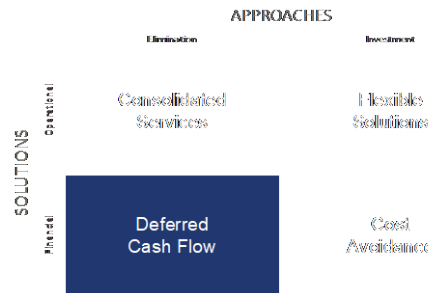 APPROACHES
Elimination Investment
SOLUTIONS
Operational
Consolidated
Services
Flexible
Solutions
Financial
Deferred
Cash Flow
Cost
Avoidance